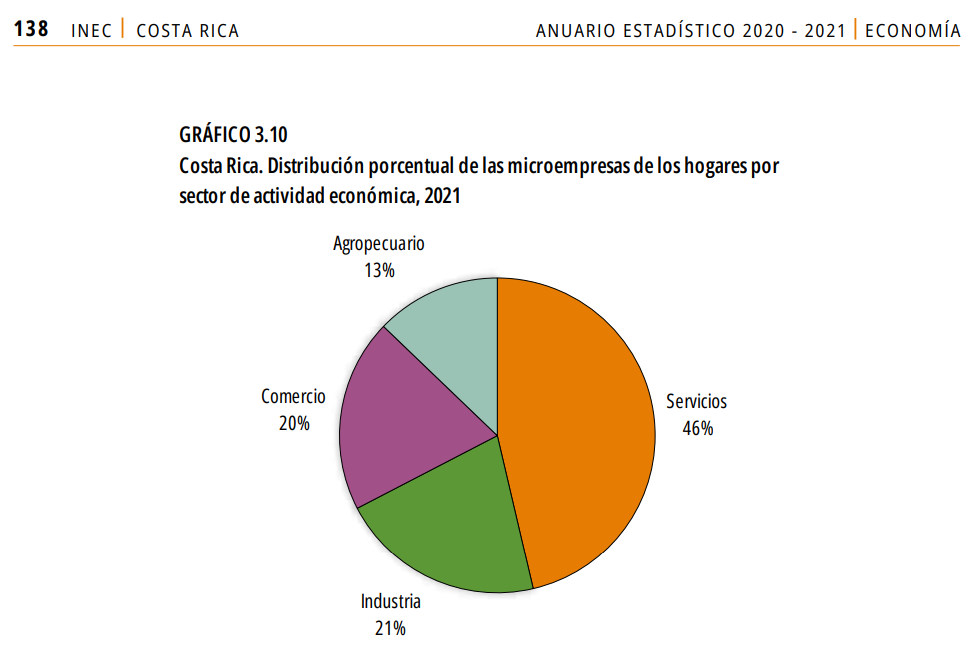 138 INEC | COSTA RICA
ANUARIO ESTADÍSTICO 2020 - 2021 | ECONOMÍA
GRÁFICO 3.10
Costa Rica. Distribución porcentual de las microempresas de los hogares por
sector de actividad económica, 2021
Agropecuario
13%
Comercio
20%
Servicios
46%
Industria
21%